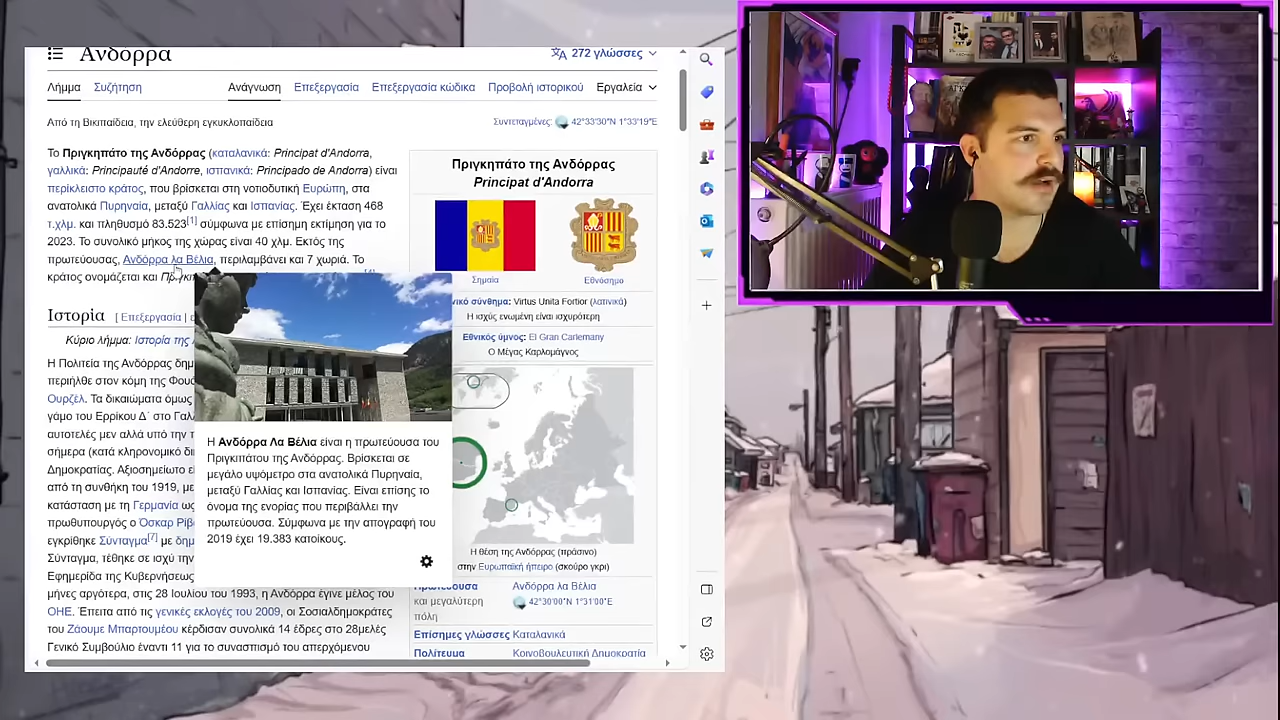 Ανδόρρα
272 γλώσσες
Λήμμα Συζήτηση Ανάγνωση Επεξεργασία Επεξεργασία κώδικα Προβολή ιστορικού Εργαλεία
Από τη Βικιπαίδεια, την ελεύθερη εγκυκλοπαίδεια
Συντεταγμένες: 42°33′30″N 1°33′19″E
Το Πριγκηπάτο της Ανδόρρας (καταλανικά: Principat d'Andorra,
γαλλικά: Principauté d'Andorre, ισπανικά: Principado de Andorra) είναι
περίκλειστο κράτος, που βρίσκεται στη νοτιοδυτική Ευρώπη, στα
ανατολικά Πυρηναία, μεταξύ Γαλλίας και Ισπανίας. Έχει έκταση 468
τ.χλμ. και πληθυσμό 83.523[1] σύμφωνα με επίσημη εκτίμηση για το
2023. Το συνολικό μήκος της χώρας είναι 40 χλμ. Εκτός της
πρωτεύουσας, Ανδόρρα λα Βέλια, περιλαμβάνει και 7 χωριά. Το
κράτος ονομάζεται και
Ιστορία [ Επεξεργασία |
Κύριο λήμμα: Ιστορία της
Η Πολιτεία της Ανδόρρας
περιήλθε στον κόμη της
Ουρζέλ. Τα δικαιώματα όμως
γάμο του Ερρίκου Δ΄ στο
αυτοτελές μεν αλλά υπό την
σήμερα (κατά κληρονομικό
Δημοκρατίας. Αξιοσημείωτο
από τη συνθήκη του 1919,
κατάσταση με τη Γερμανία ως
πρωθυπουργός ο Όσκαρ
εγκρίθηκε Σύνταγμα[7] με
Σύνταγμα, τέθηκε σε ισχύ την
Εφημερίδα της Κυβερνήσεως
μήνες αργότερα, στις 28 Ιουλίου του 1993, η Ανδόρρα έγινε μέλος του
ΟΗΕ. Έπειτα από τις γενικές εκλογές του 2009, οι Σοσιαλδημοκράτες
του Ζάουμε Μπαρτουμέου κέρδισαν συνολικά 14 έδρες στο 28μελές
Γενικό Συμβούλιο έναντι 11 για το συνασπισμό του απερχόμενου
Η Ανδόρρα Λα Βέλια είναι η πρωτεύουσα του
Πριγκιπάτου της Ανδόρρας. Βρίσκεται σε
μεγάλο υψόμετρο στα ανατολικά Πυρηναία,
μεταξύ Γαλλίας και Ισπανίας. Είναι επίσης το
όνομα της ενορίας που περιβάλλει την
πρωτεύουσα. Σύμφωνα με την απογραφή του
2019 έχει 19.383 κατοίκους.
Πριγκηπάτο της Ανδόρρας
Principat d'Andorra
Σημαία Εθνόσημο
σύνθημα: Virtus Unita Fortior (λατινικά)
Η ισχύς ενωμένη είναι ισχυρότερη
Εθνικός ύμνος: El Gran Carlemany
Ο Μέγας Καρλομάγνος
Η θέση της Ανδόρρας (πράσινο)
στην Ευρωπαϊκή ήπειρο (σκούρο γκρι)
Πρωτεύουσα Ανδόρρα λα Βέλια
και μεγαλύτερη 42°30′00″N 1°31′00″E
πόλη
Επίσημες γλώσσες Καταλανικά
Πολίτευμα Κοινοβουλευτική Δημοκρατία